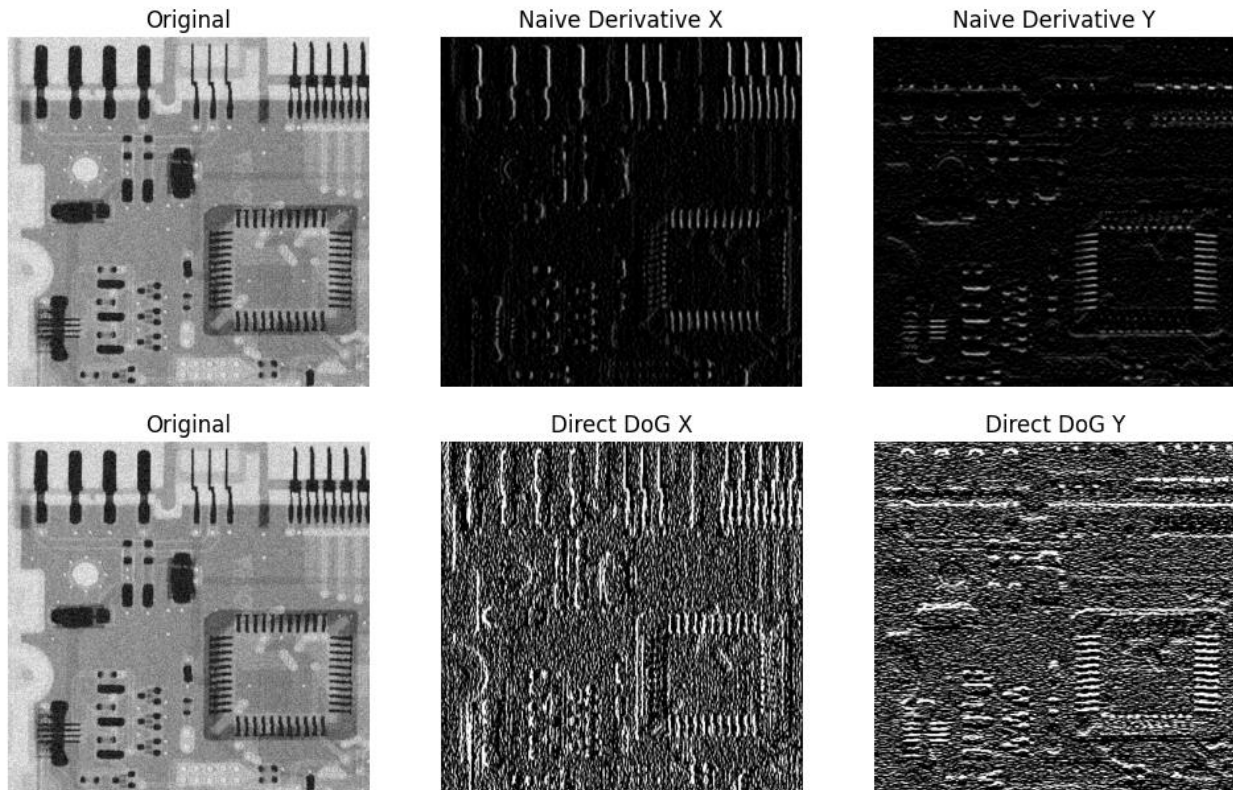 Original
Naive Derivative X
Naive Derivative Y
Original
Direct DoG X
Direct DoG Y